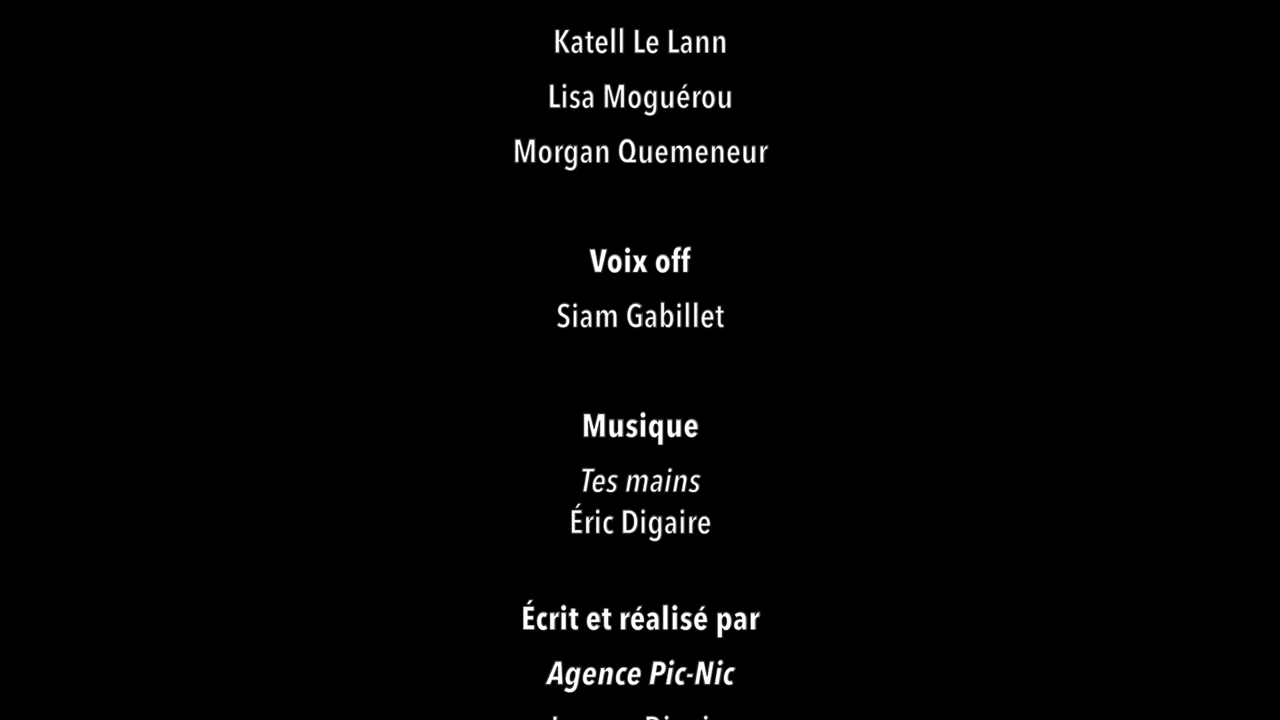 Katell Le Lann
Lisa Moguérou
Morgan Quemeneur
Voix off
Siam Gabillet
Musique
Tes mains
Éric Digaire
Écrit et réalisé par
Agence Pic-Nic